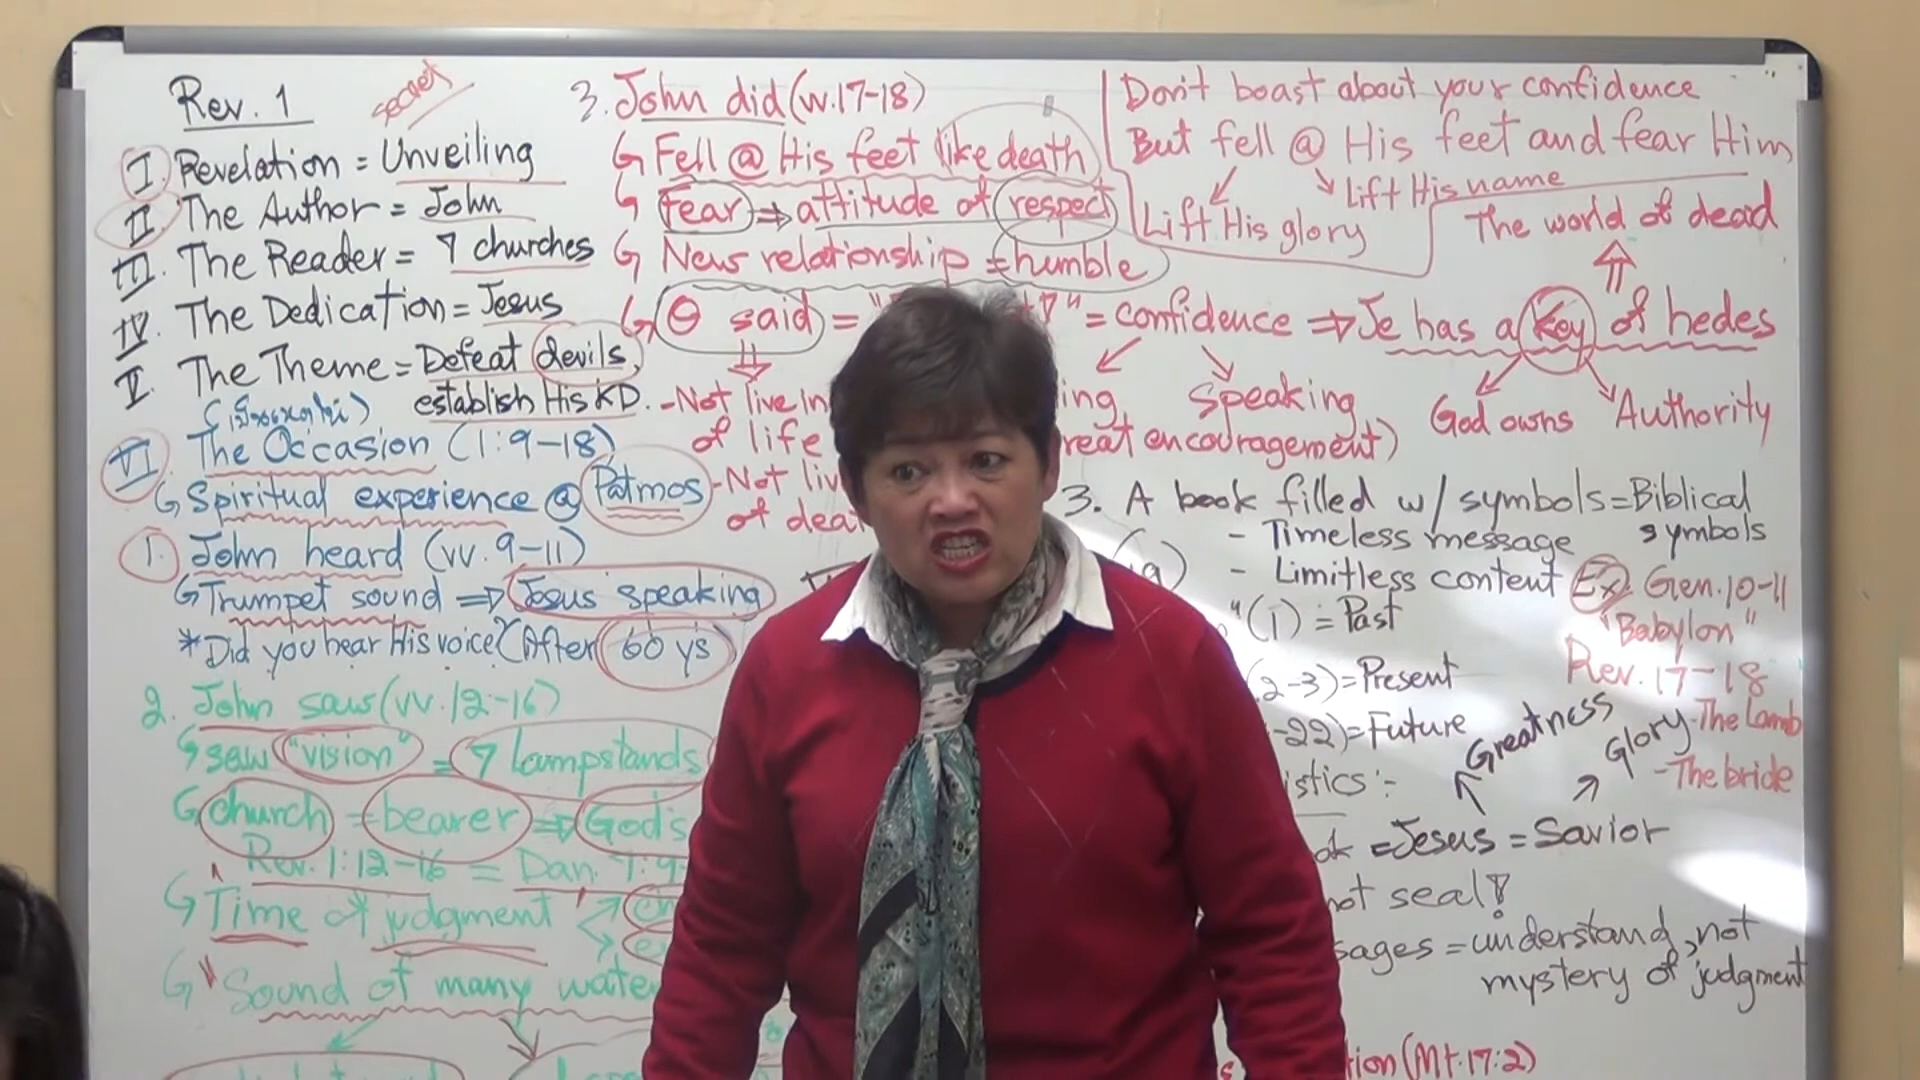 Rev. 1
secret
I. Revelation = Unveiling
II. The Author = John
III. The Reader = 7 churches
IV. The Dedication = Jesus
V. The Theme = Defeat devils,
establish His KD.
VI. The Occasion (1:9-18)
Spiritual experience @ Patmos
1. John heard (vv. 9-11)
Trumpet sound ⇒ Jesus speaking
*Did you hear His voice? (After 60 ys
2. John saw (vv. 12-16)
saw "vision" = 7 lampstands
church = bearer ⇒ God's
Rev. 1:12-16 = Dan. 7:9-
Time of judgment
Sound of many water
3. John did (vv. 17-18)
Fell @ His feet like death
Fear ⇒ attitude of respect
New relationship = humble
said = = confidence ⇒ Je has a Key of hedes
-Not live in
of life
-Not liv
of deat
ing Speaking
reat encouragement)
God owns Authority
The world of dead
Don't boast about your confidence
But fell @ His feet and fear Him
Lift His glory Lift His name
3. A book filled w/ symbols = Biblical
symbols
- Timeless message
- Limitless content
Ex. Gen. 10-11
"Babylon"
Rev. 17-18
-The Lamb
-The bride
(1) = Past
2-3) = Present
-22) = Future
Greatness
Glory
istics :-
ok = Jesus = Savior
not seal!
sages = understand, not
mystery of judgment
tion (Mt. 17:2)